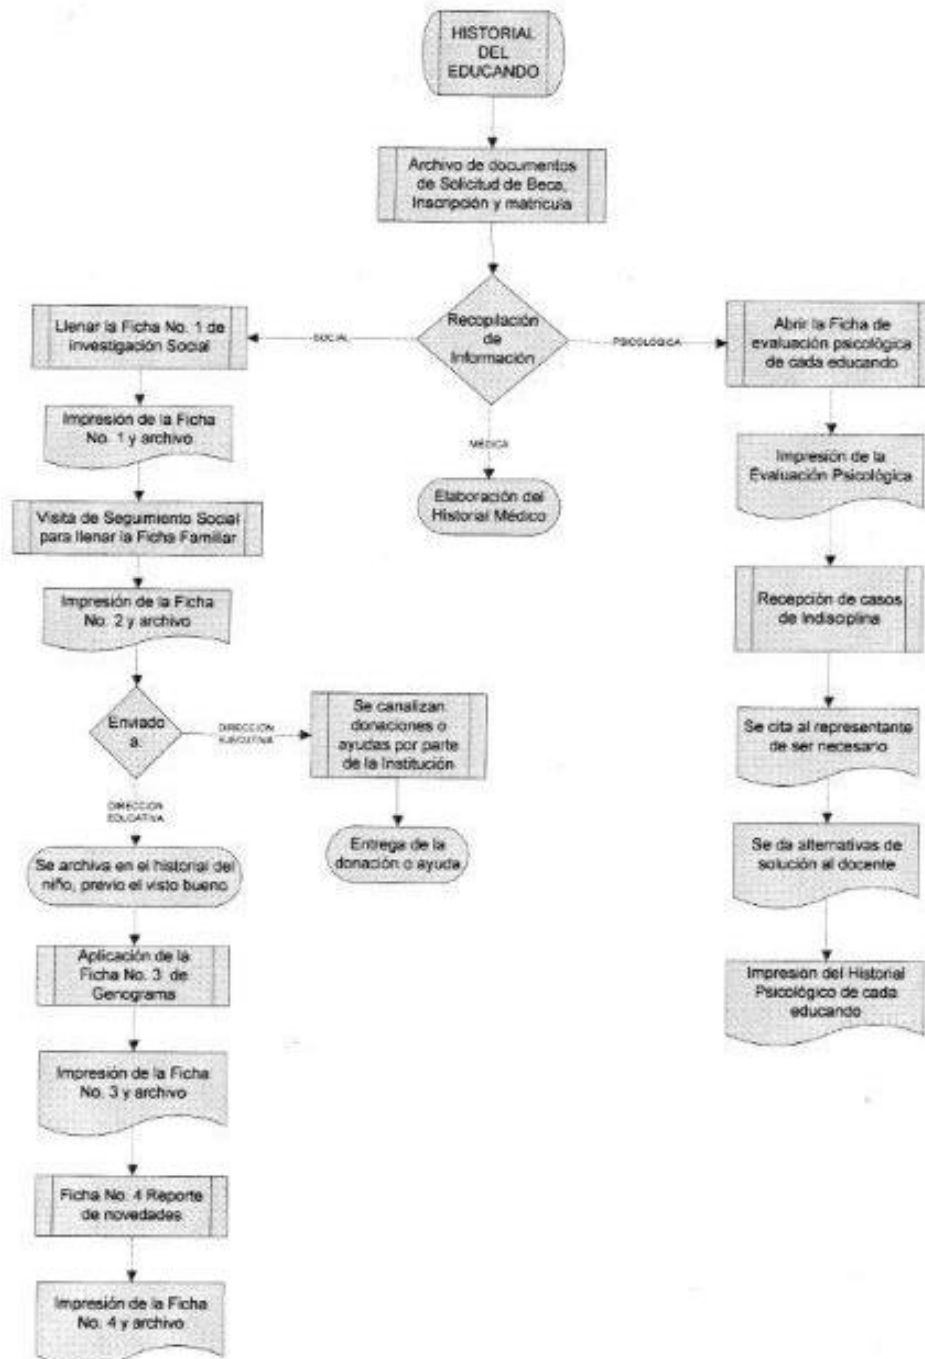 HISTORIAL
DEL
EDUCANDO
Archivo de documentos
de Solicitud de Beca,
Inscripción y matricula
Recopilación
de
Información
SOCIAL
Llenar la Ficha No. 1 de
investigación Social
Impresión de la Ficha
No. 1 y archivo
Visita de Seguimiento Social
para llenar la Ficha Familiar
Impresión de la Ficha
No. 2 y archivo
Enviado
a:
DIRECCION
EJECUTIVA
Se canalizan
donaciones o
ayudas por parte
de la Institución
Entrega de la
donación o ayuda
DIRECCION
EDUCATIVA
Se archiva en el historial del
niño, previo el visto bueno
Aplicación de la
Ficha No. 3 de
Genograma
Impresión de la Ficha
No. 3 y archivo
Ficha No. 4 Reporte
de novedades.
Impresión de la Ficha
No. 4 y archivo
MÉDICA
Elaboración del
Historial Médico
PSICOLÓGICA
Abrir la Ficha de
evaluación psicológica
de cada educando
Impresión de la
Evaluación Psicológica
Recepción de casos
de Indisciplina
Se cita al representante
de ser necesario
Se da alternativas de
solución al docente
Impresión del Historial
Psicológico de cada
educando